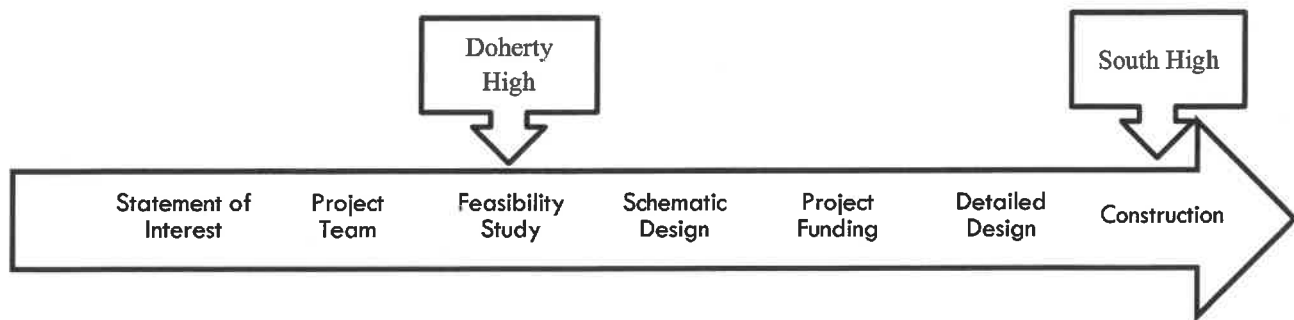 Doherty
High
South High
Statement of
Interest
Project
Team
Feasibility
Study
Schematic
Design
Project
Funding
Detailed
Design
Construction